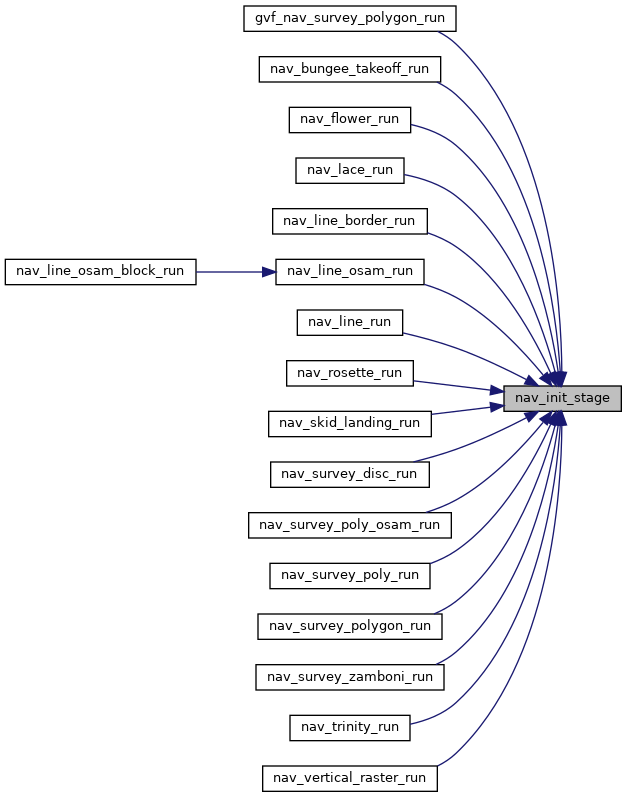 gvf_nav_survey_polygon_run
nav_bungee_takeoff_run
nav_flower_run
nav_lace_run
nav_line_border_run
nav_line_osam_block_run
nav_line_osam_run
nav_line_run
nav_rosette_run
nav_init_stage
nav_skid_landing_run
nav_survey_disc_run
nav_survey_poly_osam_run
nav_survey_poly_run
nav_survey_polygon_run
nav_survey_zamboni_run
nav_trinity_run
nav_vertical_raster_run